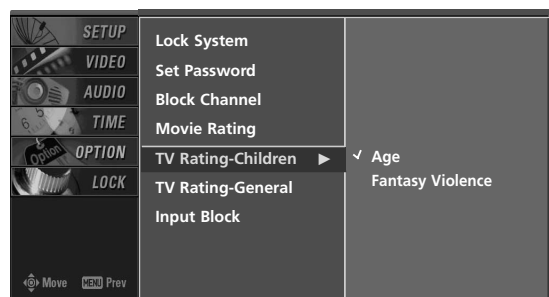 SETUP
VIDEO
AUDIO
TIME
OPTION
LOCK
Move MENU Prev
Lock System
Set Password
Block Channel
Movie Rating
TV Rating-Children ►
TV Rating-General
Input Block
✓ Age
Fantasy Violence